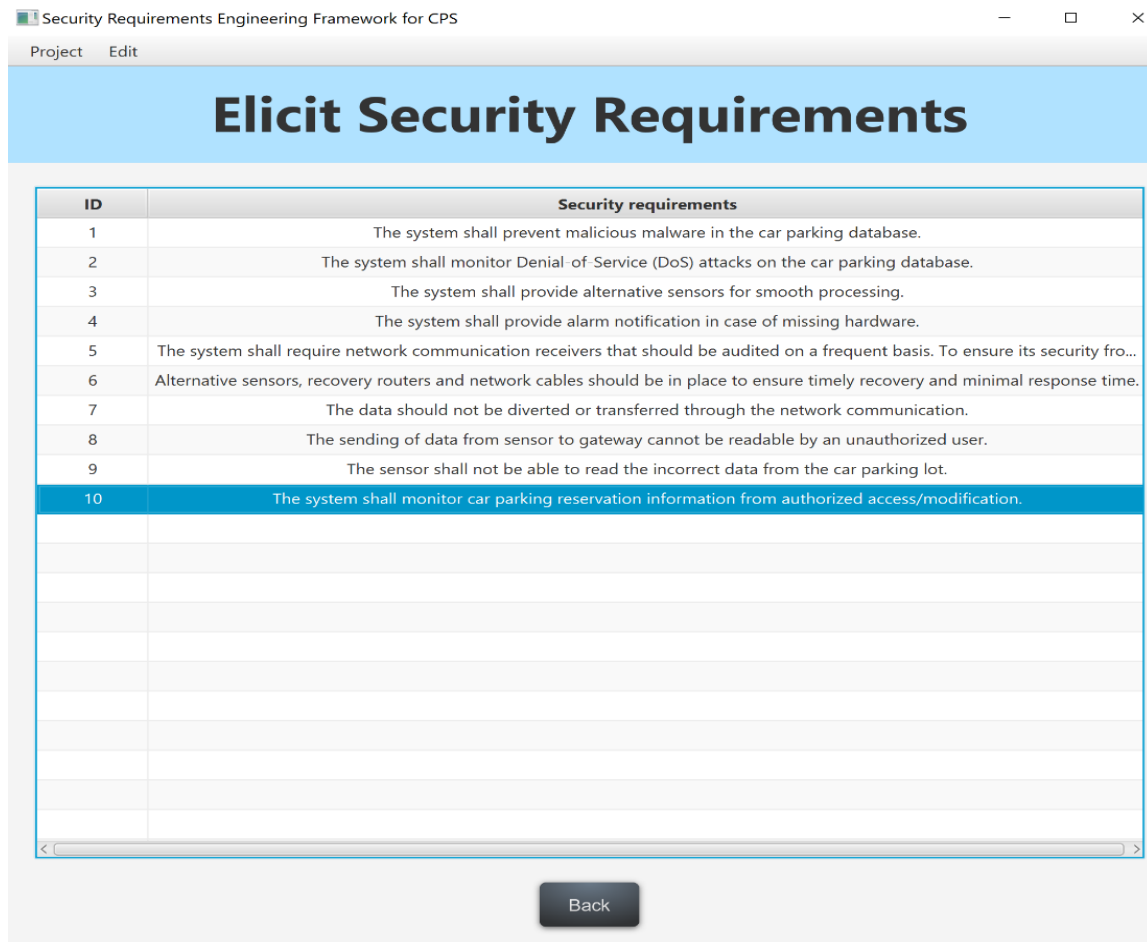 Security Requirements Engineering Framework for CPS
Project Edit
Elicit Security Requirements
ID Security requirements
1 The system shall prevent malicious malware in the car parking database.
2 The system shall monitor Denial-of-Service (DoS) attacks on the car parking database.
3 The system shall provide alternative sensors for smooth processing.
4 The system shall provide alarm notification in case of missing hardware.
5 The system shall require network communication receivers that should be audited on a frequent basis. To ensure its security fro...
6 Alternative sensors, recovery routers and network cables should be in place to ensure timely recovery and minimal response time.
7 The data should not be diverted or transferred through the network communication.
8 The sending of data from sensor to gateway cannot be readable by an unauthorized user.
9 The sensor shall not be able to read the incorrect data from the car parking lot.
10 The system shall monitor car parking reservation information from authorized access/modification.
Back